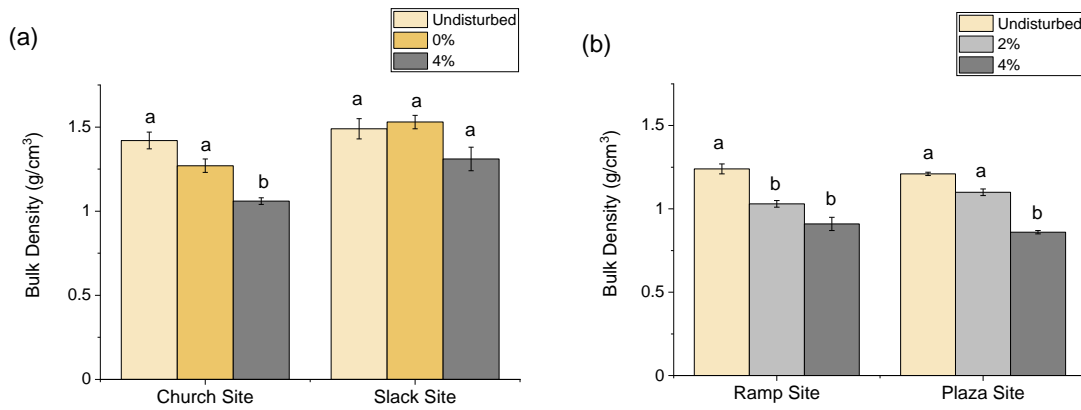 (a)
Undisturbed
0%
4%
Bulk Density (g/cm³)
1.5
1
0.5
0
a
a
b
a
a
a
Church Site
Slack Site
(b)
Undisturbed
2%
4%
Bulk Density (g/cm³)
1.5
1
0.5
0
a
b
b
a
a
b
Ramp Site
Plaza Site